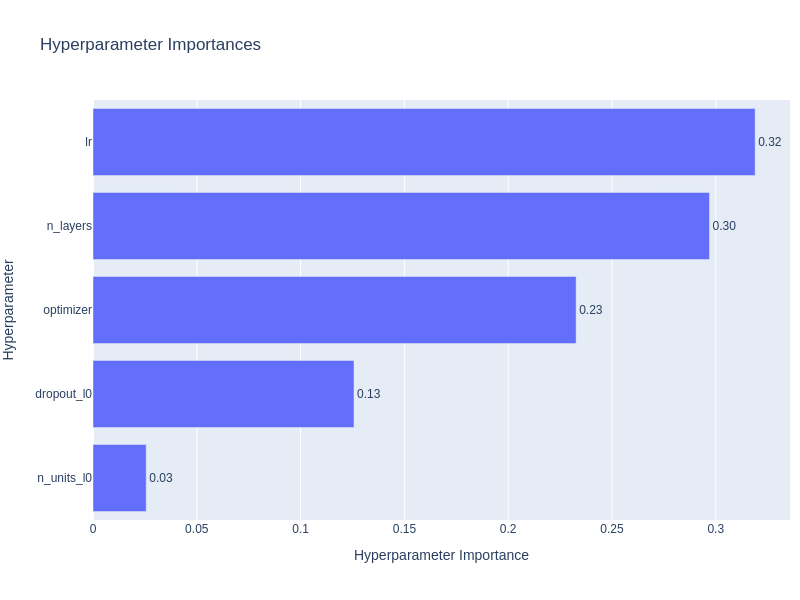 Hyperparameter Importances
lr
0.32
n_layers
0.30
optimizer
0.23
dropout_l0
0.13
n_units_l0
0.03
0
0.05
0.1
0.15
0.2
0.25
0.3
Hyperparameter Importance
Hyperparameter